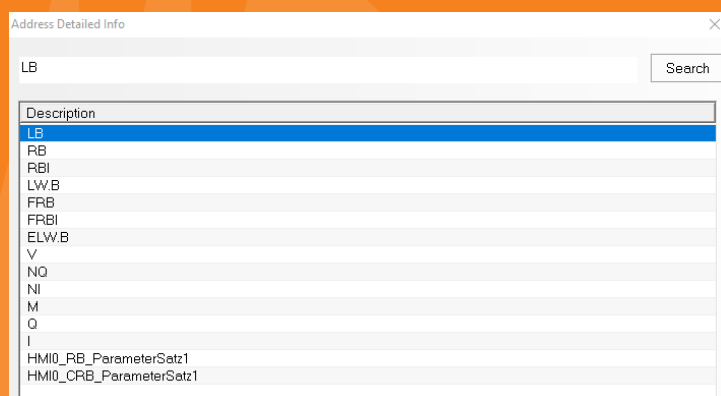 Address Detailed Info
LB
Search
Description
LB
RB
RBI
LW.B
FRB
FRBI
ELW.B
V
NQ
NI
M
Q
I
HMI0_RB_ParameterSatz1
HMI0_CRB_ParameterSatz1